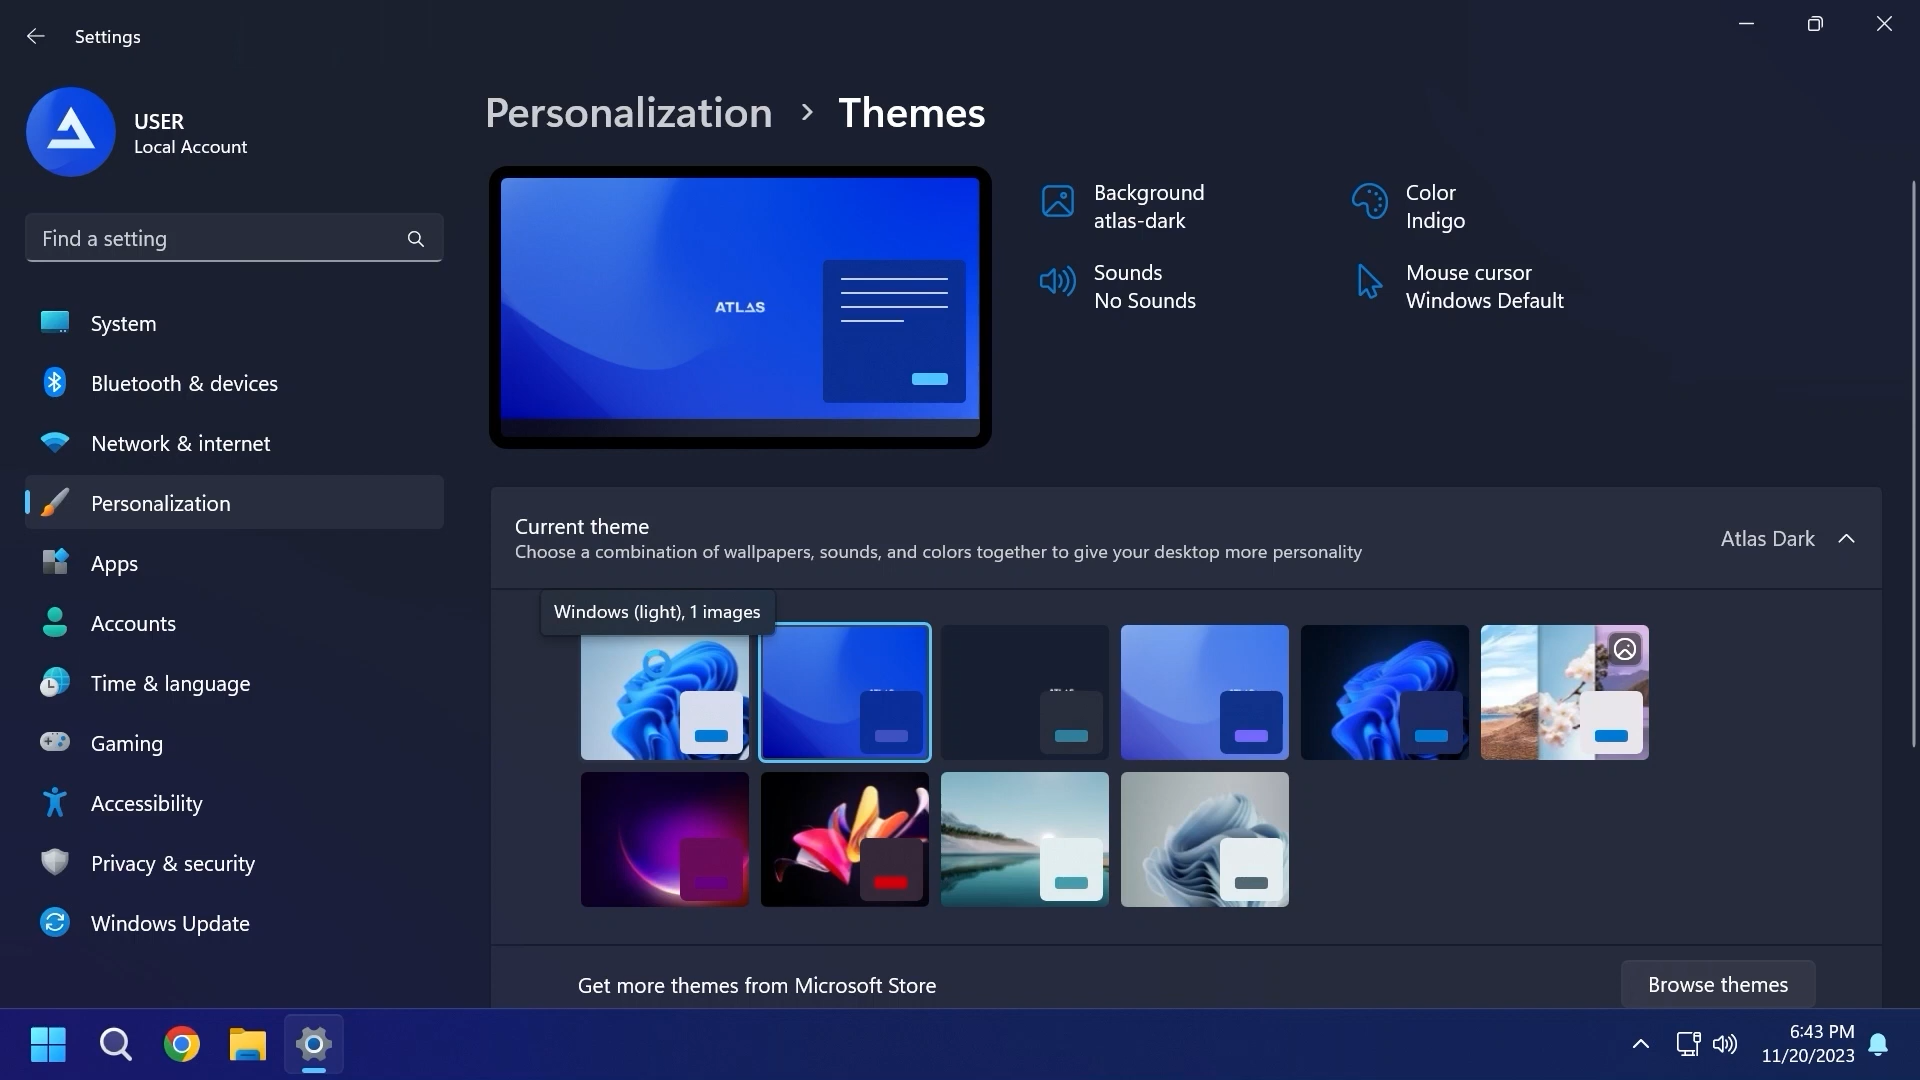 Settings
USER
Local Account
Find a setting
System
Bluetooth & devices
Network & internet
Personalization
Apps
Accounts
Time & language
Gaming
Accessibility
Privacy & security
Windows Update
Personalization > Themes
ATLAS
Background
atlas-dark
Color
Indigo
Sounds
No Sounds
Mouse cursor
Windows Default
Current theme
Choose a combination of wallpapers, sounds, and colors together to give your desktop more personality
Atlas Dark
Windows (light), 1 images
Get more themes from Microsoft Store
Browse themes
6:43 PM
11/20/2023